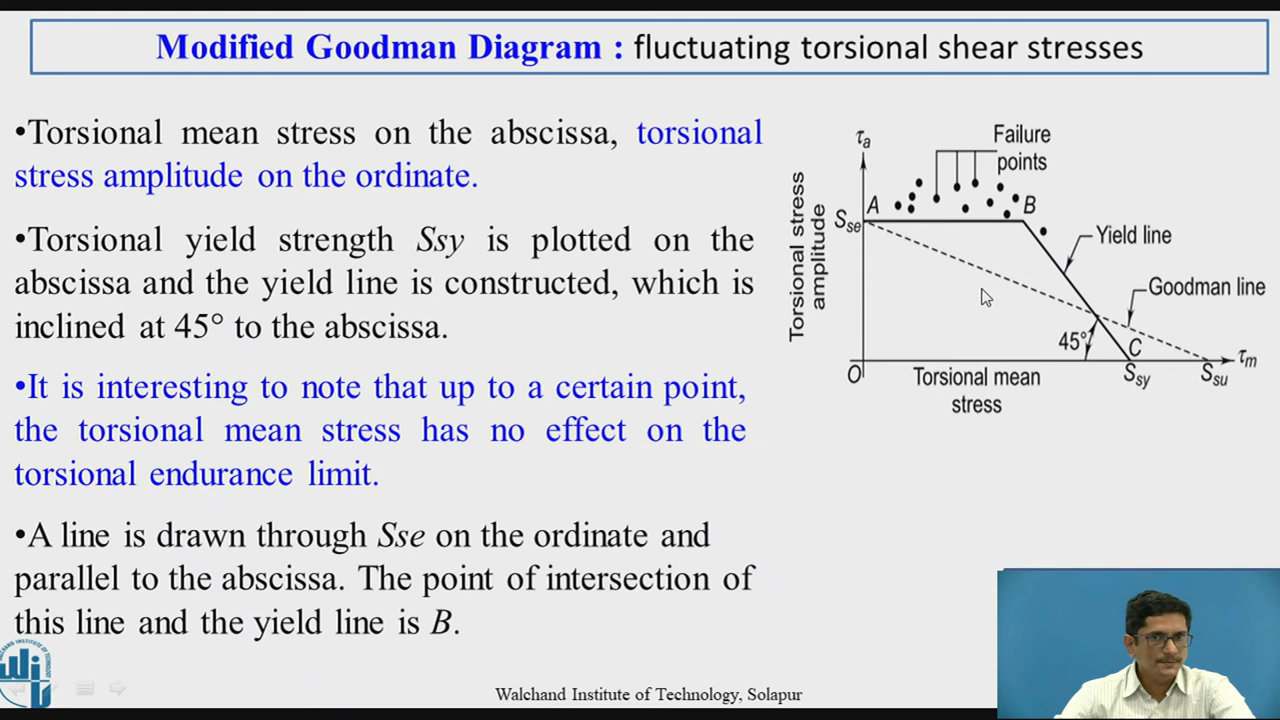 Modified Goodman Diagram : fluctuating torsional shear stresses
•Torsional mean stress on the abscissa, torsional
stress amplitude on the ordinate.
•Torsional yield strength Ssy is plotted on the
abscissa and the yield line is constructed, which is
inclined at 45° to the abscissa.
•It is interesting to note that up to a certain point,
the torsional mean stress has no effect on the
torsional endurance limit.
•A line is drawn through Sse on the ordinate and
parallel to the abscissa. The point of intersection of
this line and the yield line is B.
τa
Failure
points
Torsional stress
amplitude
Sse
A
B
Yield line
Goodman line
45°
C
O
Torsional mean
stress
Ssy
Ssu
τm
WALCHAND INSTITUTE OF TECHNOLOGY
WiT
Walchand Institute of Technology, Solapur